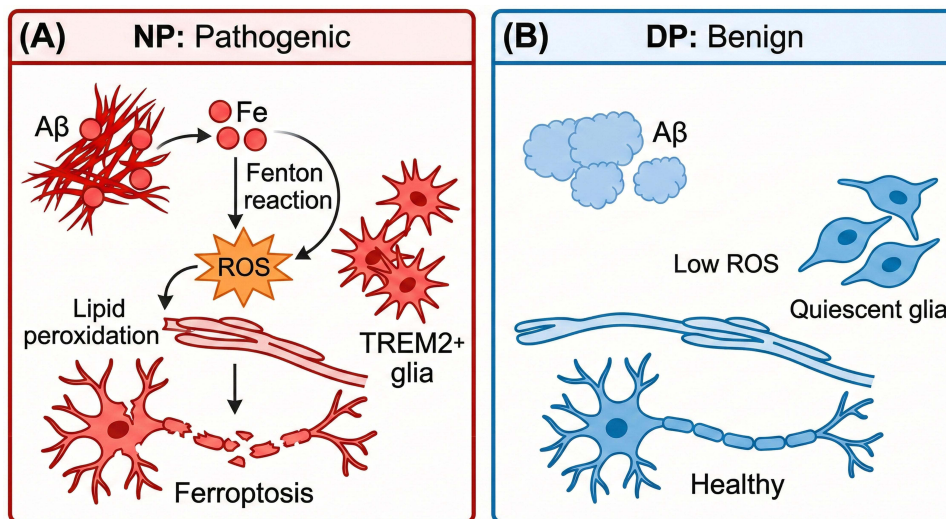 (A) NP: Pathogenic
Aβ
Fe
Fenton
reaction
ROS
Lipid
peroxidation
TREM2+
glia
Ferroptosis
(B) DP: Benign
Aβ
Low ROS
Quiescent glia
Healthy